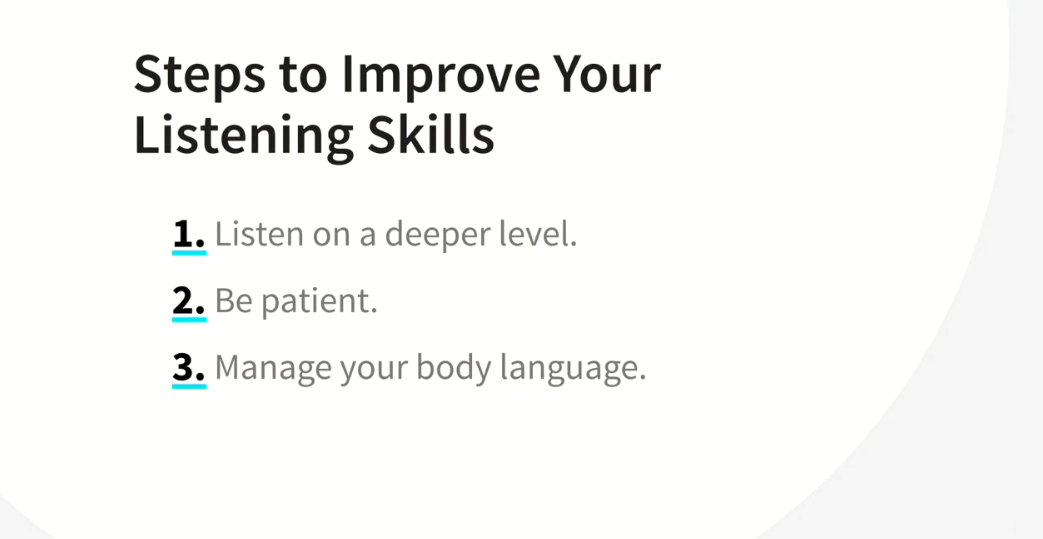 Steps to Improve Your
Listening Skills
1. Listen on a deeper level.
2. Be patient.
3. Manage your body language.